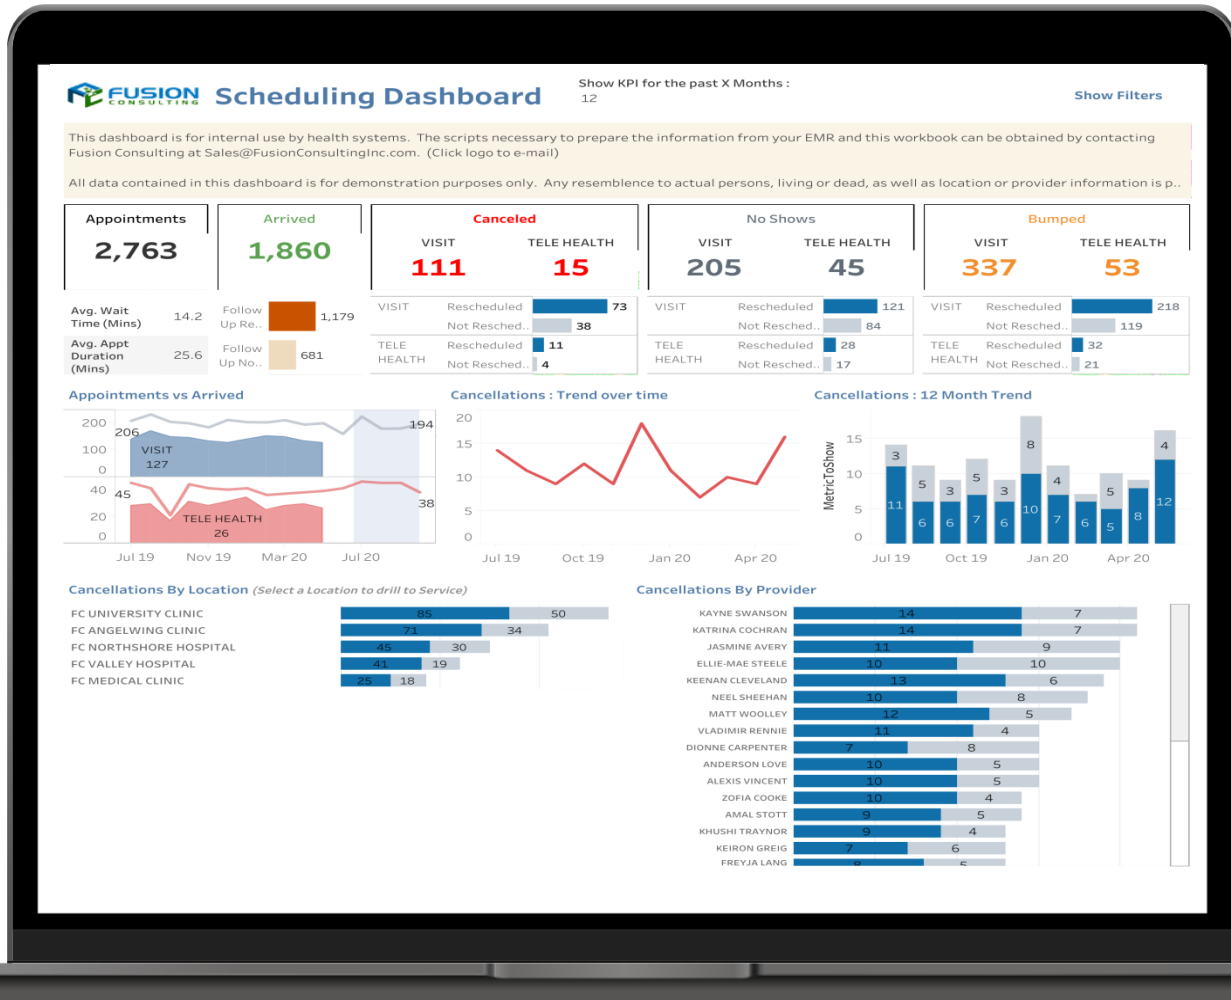 FUSION
CONSULTING
Scheduling Dashboard
Show KPI for the past X Months :
12
Show Filters
This dashboard is for internal use by health systems. The scripts necessary to prepare the information from your EMR and this workbook can be obtained by contacting
Fusion Consulting at Sales@FusionConsultingInc.com. (Click logo to e-mail)
All data contained in this dashboard is for demonstration purposes only. Any resemblence to actual persons, living or dead, as well as location or provider information is p..
Appointments
2,763
Arrived
1,860
Canceled
VISIT TELE HEALTH
111 15
No Shows
VISIT TELE HEALTH
205 45
Bumped
VISIT TELE HEALTH
337 53
Avg. Wait
Time (Mins) 14.2
Avg. Appt
Duration
(Mins) 25.6
Follow
Up Re.. 1,179
Follow
Up No.. 681
VISIT Rescheduled 73
Not Resched.. 38
TELE
HEALTH Rescheduled 11
Not Resched.. 4
VISIT Rescheduled 121
Not Resched.. 84
TELE
HEALTH Rescheduled 28
Not Resched.. 17
VISIT Rescheduled 218
Not Resched.. 119
TELE
HEALTH Rescheduled 32
Not Resched.. 21
Appointments vs Arrived
200
100
0
206
194
VISIT
127
40
20
0
45
38
TELE HEALTH
26
Jul 19 Nov 19 Mar 20 Jul 20
Cancellations : Trend over time
20
15
10
5
0
Jul 19 Oct 19 Jan 20 Apr 20
Cancellations : 12 Month Trend
MetricToShow
15
10
5
0
3 5 3 5 3 8 4 5 4
11 6 6 7 6 10 7 6 5 8 12
Jul 19 Oct 19 Jan 20 Apr 20
Cancellations By Location (Select a Location to drill to Service)
FC UNIVERSITY CLINIC 85 50
FC ANGELWING CLINIC 71 34
FC NORTHSHORE HOSPITAL 45 30
FC VALLEY HOSPITAL 41 19
FC MEDICAL CLINIC 25 18
Cancellations By Provider
KAYNE SWANSON 14 7
KATRINA COCHRAN 14 7
JASMINE AVERY 11 9
ELLIE-MAE STEELE 10 10
KEENAN CLEVELAND 13 6
NEEL SHEEHAN 10 8
MATT WOOLLEY 12 5
VLADIMIR RENNIE 11 4
DIONNE CARPENTER 7 8
ANDERSON LOVE 10 5
ALEXIS VINCENT 10 5
ZOFIA COOKE 10 4
AMAL STOTT 9 5
KHUSHI TRAYNOR 9 4
KEIRON GREIG 7 6
FREYJA LANG 8 5